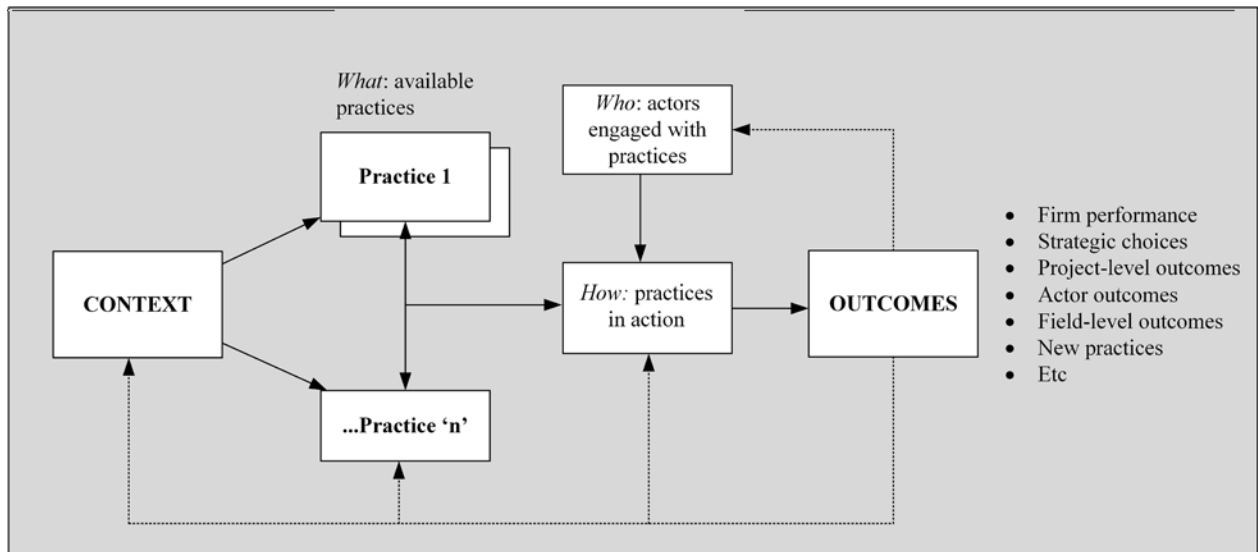 What: available
practices
Practice 1
Who: actors
engaged with
practices
CONTEXT
How: practices
in action
OUTCOMES
...Practice ‘n’
● Firm performance
● Strategic choices
● Project-level outcomes
● Actor outcomes
● Field-level outcomes
● New practices
● Etc